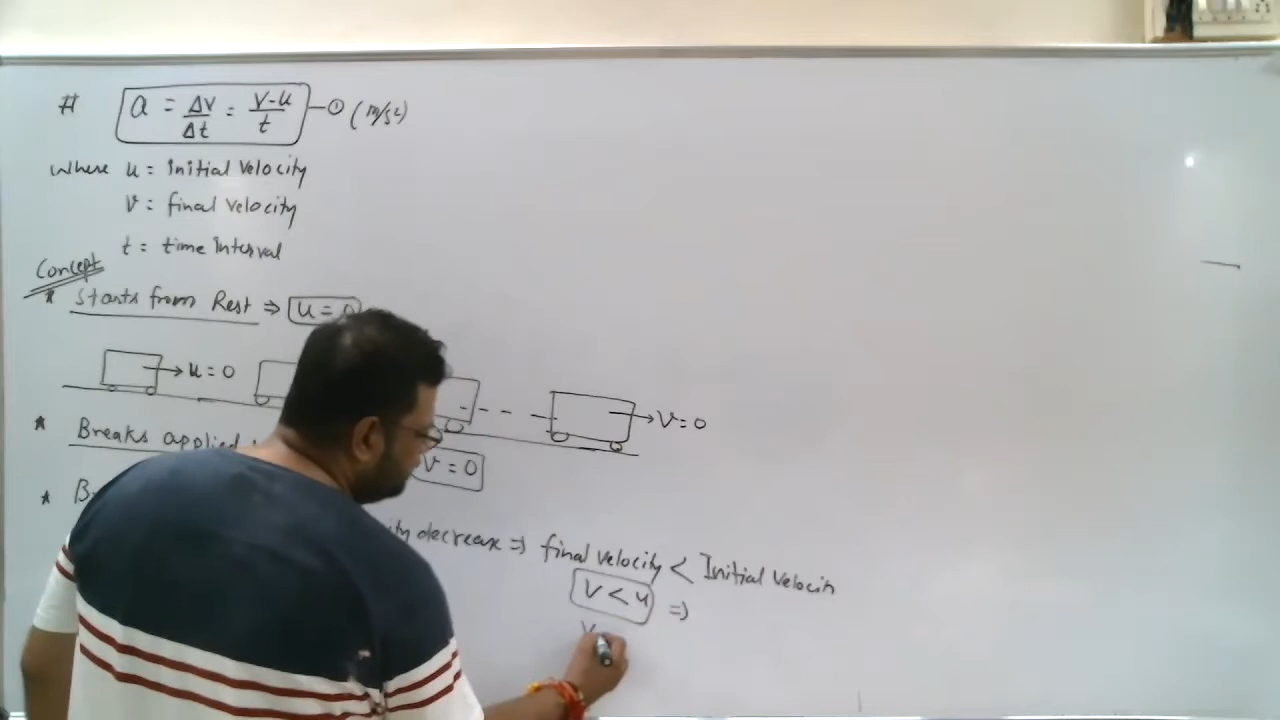 # a = Δv/Δt = v-u/t —① (m/s²)
where u = Initial Velocity
v = final velocity
t = time Interval
Concept
* Starts from Rest ⇒ u = 0
→ u = 0
→ v = 0
* Breaks applied
v = 0
*
decrease ⇒ final velocity < Initial Velocin
v < u ⇒
v